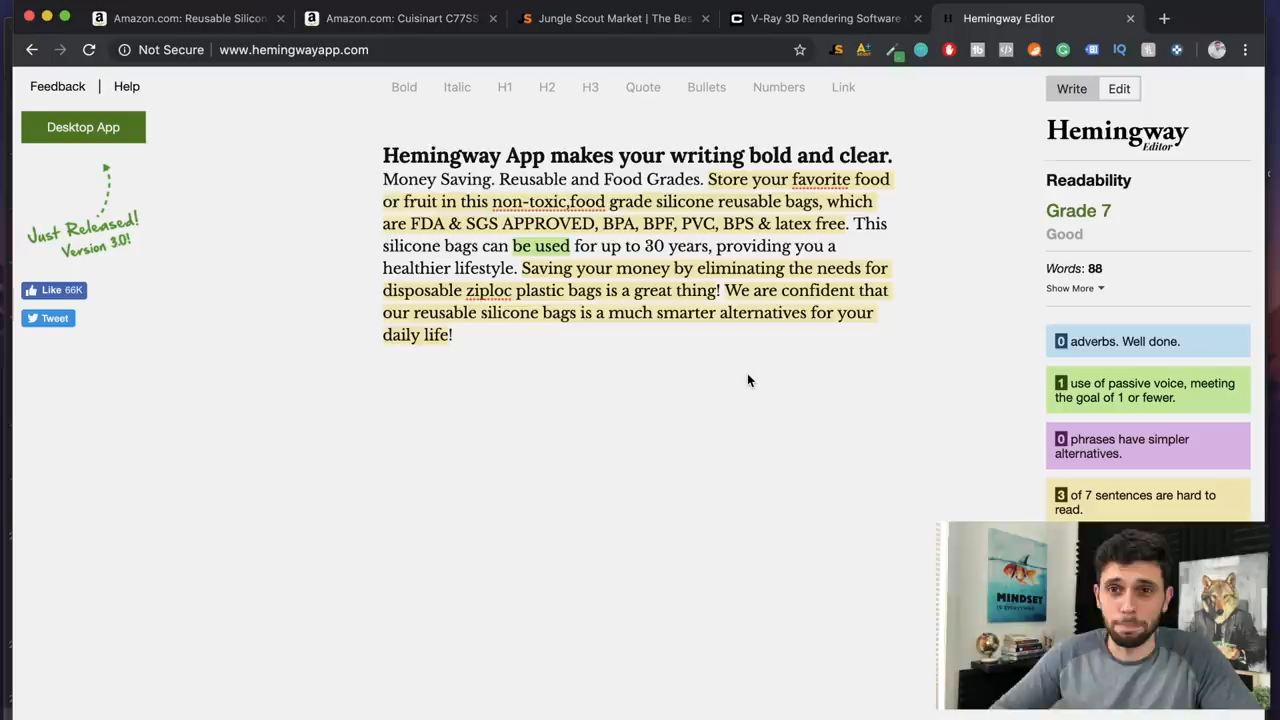 Amazon.com: Reusable Silicon
Amazon.com: Cuisinart C77SS
Jungle Scout Market | The Bes
V-Ray 3D Rendering Software
Hemingway Editor
Not Secure | www.hemingwayapp.com
Feedback | Help
Bold Italic H1 H2 H3 Quote Bullets Numbers Link
Write Edit
Desktop App
Just Released!
Version 3.0!
Like 66K
Tweet
Hemingway App makes your writing bold and clear.
Money Saving. Reusable and Food Grades. Store your favorite food
or fruit in this non-toxic,food grade silicone reusable bags, which
are FDA & SGS APPROVED, BPA, BPF, PVC, BPS & latex free. This
silicone bags can be used for up to 30 years, providing you a
healthier lifestyle. Saving your money by eliminating the needs for
disposable ziploc plastic bags is a great thing! We are confident that
our reusable silicone bags is a much smarter alternatives for your
daily life!
Hemingway
Editor
Readability
Grade 7
Good
Words: 88
Show More
0 adverbs. Well done.
1 use of passive voice, meeting
the goal of 1 or fewer.
0 phrases have simpler
alternatives.
3 of 7 sentences are hard to
read.
MINDSET
IS EVERYTHING